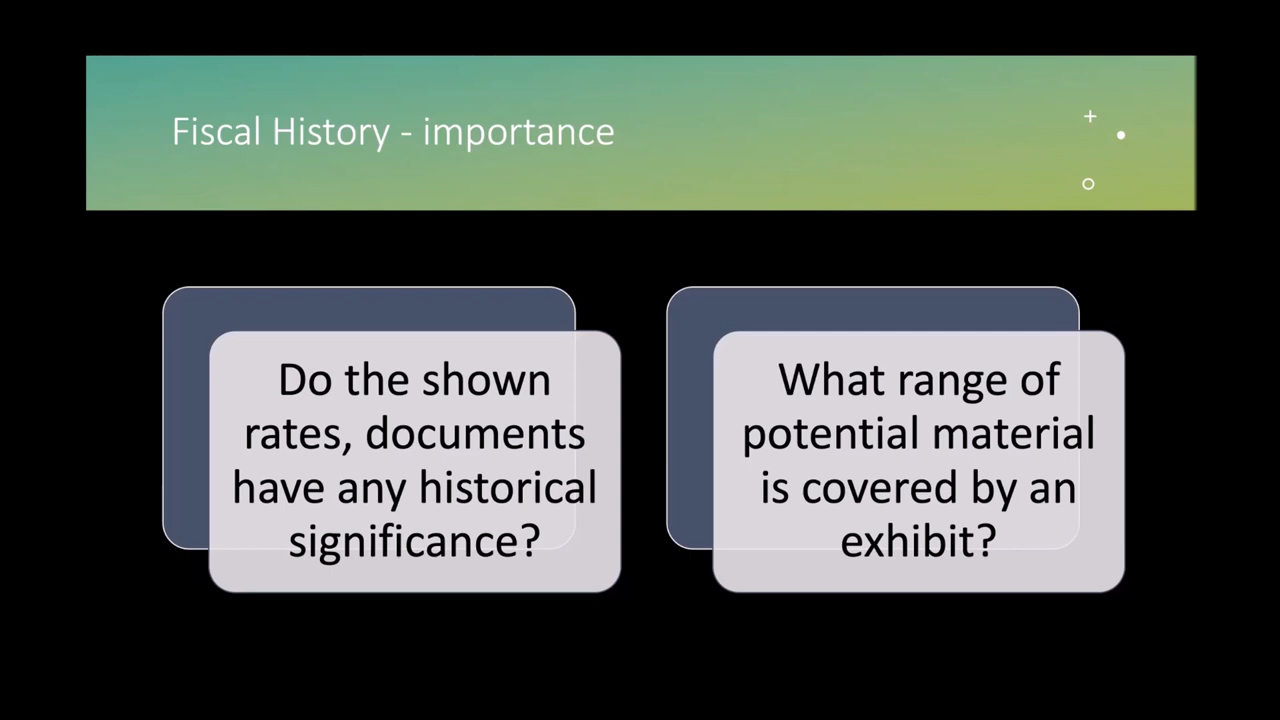 Fiscal History - importance
Do the shown
rates, documents
have any historical
significance?
What range of
potential material
is covered by an
exhibit?